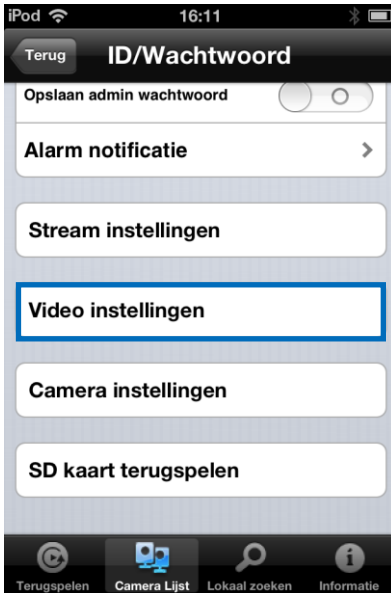 iPod 16:11
Terug ID/Wachtwoord
Opslaan admin wachtwoord
Alarm notificatie
Stream instellingen
Video instellingen
Camera instellingen
SD kaart terugspelen
Terugspelen Camera Lijst Lokaal zoeken Informatie